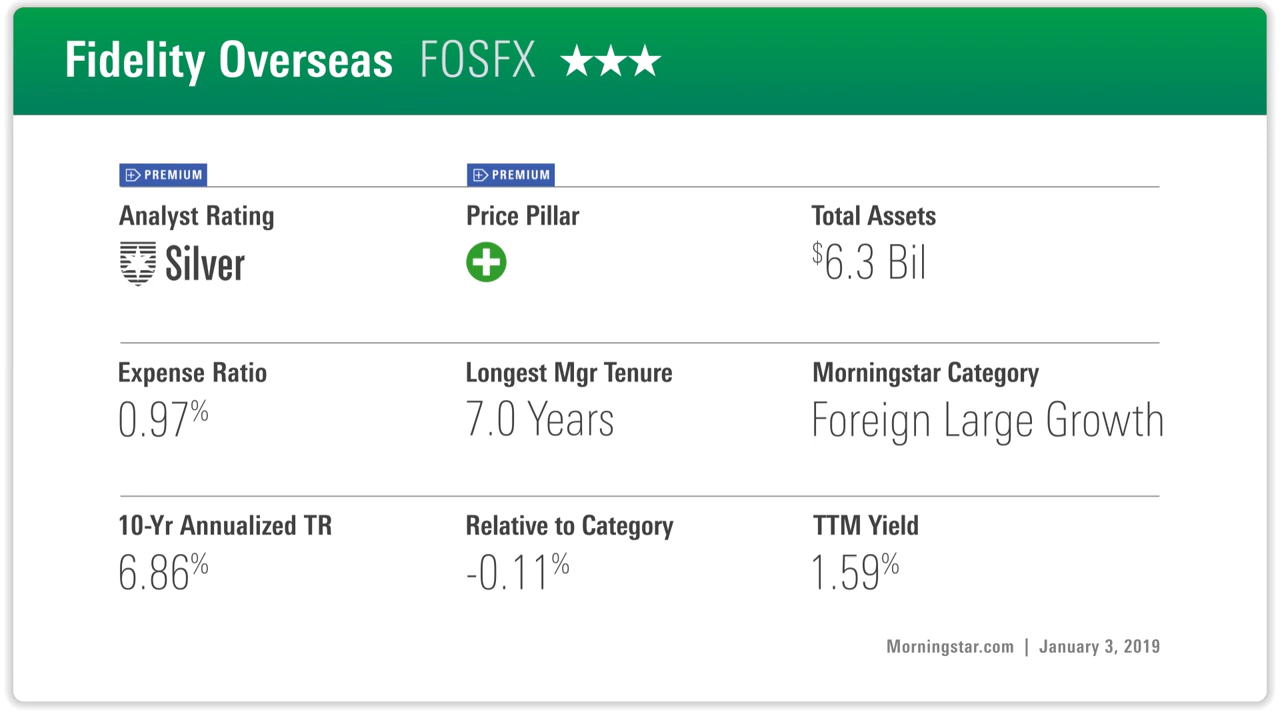 Fidelity Overseas FOSFX ★★★
PREMIUM PREMIUM
Analyst Rating Price Pillar Total Assets
Silver $6.3 Bil
Expense Ratio Longest Mgr Tenure Morningstar Category
0.97% 7.0 Years Foreign Large Growth
10-Yr Annualized TR Relative to Category TTM Yield
6.86% -0.11% 1.59%
Morningstar.com | January 3, 2019